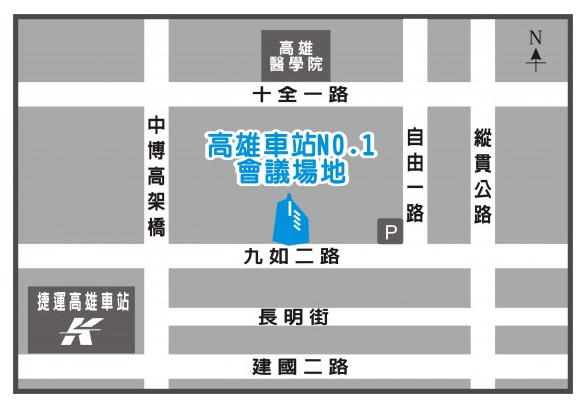 N
高雄
醫學院
十全一路
中博高架橋
高雄車站NO.1
會議場地
自由一路
縱貫公路
P
九如二路
捷運高雄車站
長明街
建國二路